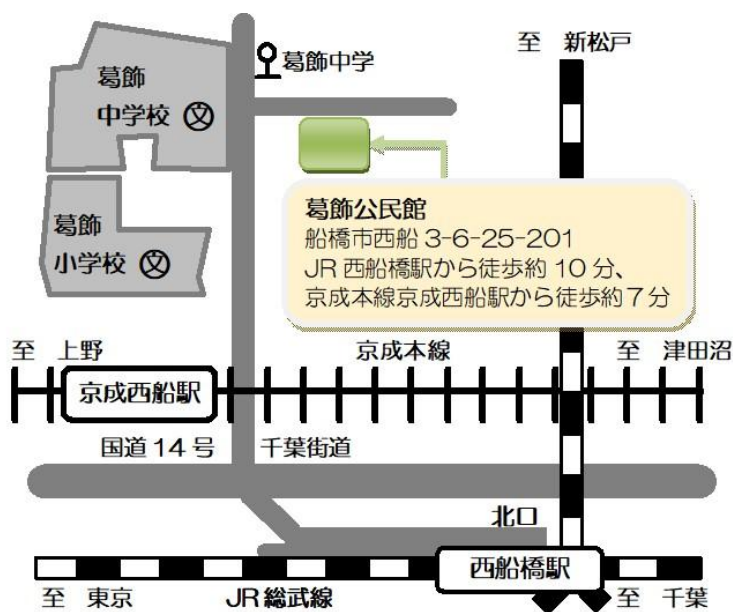 至 新松戸
葛飾中学
葛飾
中学校 文
葛飾公民館
船橋市西船 3-6-25-201
JR 西船橋駅から徒歩約 10 分、
京成本線京成西船駅から徒歩約7分
葛飾
小学校 文
至 上野
京成本線
至 津田沼
京成西船駅
国道 14 号 千葉街道
北口
西船橋駅
至 東京
JR 総武線
至 千葉